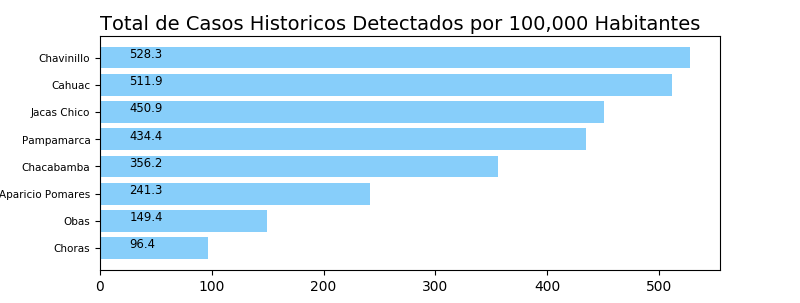 Total de Casos Historicos Detectados por 100,000 Habitantes
Chavinillo 528.3
Cahuac 511.9
Jacas Chico 450.9
Pampamarca 434.4
Chacabamba 356.2
Aparicio Pomares 241.3
Obas 149.4
Choras 96.4
0 100 200 300 400 500